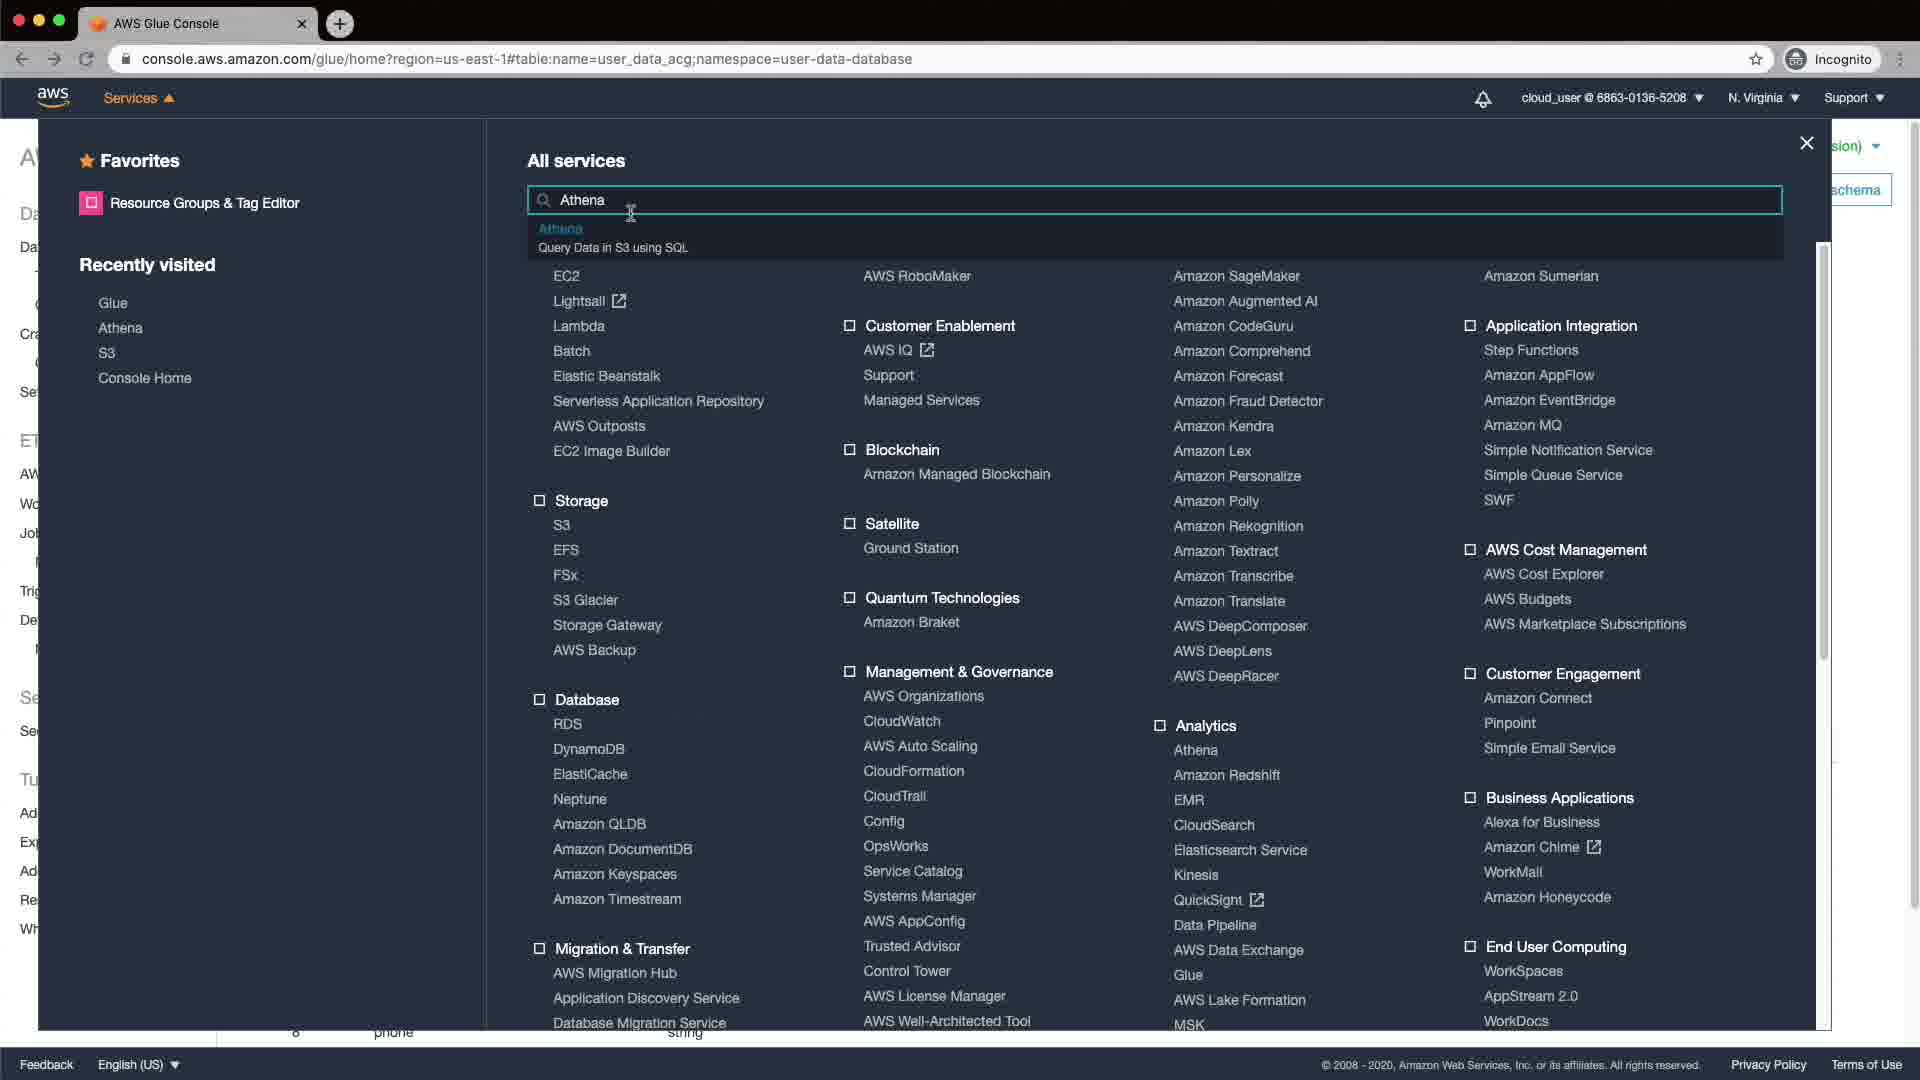 AWS Glue Console
console.aws.amazon.com/glue/home?region=us-east-1#table:name=user_data_acg;namespace=user-data-database
Incognito
aws
Services
cloud_user @ 6863-0136-5208
N. Virginia
Support
Favorites
Resource Groups & Tag Editor
Recently visited
Glue
Athena
S3
Console Home
All services
Athena
Athena
Query Data in S3 using SQL
EC2
Lightsail
Lambda
Batch
Elastic Beanstalk
Serverless Application Repository
AWS Outposts
EC2 Image Builder
Storage
S3
EFS
FSx
S3 Glacier
Storage Gateway
AWS Backup
Database
RDS
DynamoDB
ElastiCache
Neptune
Amazon QLDB
Amazon DocumentDB
Amazon Keyspaces
Amazon Timestream
Migration & Transfer
AWS Migration Hub
Application Discovery Service
Database Migration Service
AWS RoboMaker
Customer Enablement
AWS IQ
Support
Managed Services
Blockchain
Amazon Managed Blockchain
Satellite
Ground Station
Quantum Technologies
Amazon Braket
Management & Governance
AWS Organizations
CloudWatch
AWS Auto Scaling
CloudFormation
CloudTrail
Config
OpsWorks
Service Catalog
Systems Manager
AWS AppConfig
Trusted Advisor
Control Tower
AWS License Manager
AWS Well-Architected Tool
Amazon SageMaker
Amazon Augmented AI
Amazon CodeGuru
Amazon Comprehend
Amazon Forecast
Amazon Fraud Detector
Amazon Kendra
Amazon Lex
Amazon Personalize
Amazon Polly
Amazon Rekognition
Amazon Textract
Amazon Transcribe
Amazon Translate
AWS DeepComposer
AWS DeepLens
AWS DeepRacer
Analytics
Athena
Amazon Redshift
EMR
CloudSearch
Elasticsearch Service
Kinesis
QuickSight
Data Pipeline
AWS Data Exchange
Glue
AWS Lake Formation
MSK
Amazon Sumerian
Application Integration
Step Functions
Amazon AppFlow
Amazon EventBridge
Amazon MQ
Simple Notification Service
Simple Queue Service
SWF
AWS Cost Management
AWS Cost Explorer
AWS Budgets
AWS Marketplace Subscriptions
Customer Engagement
Amazon Connect
Pinpoint
Simple Email Service
Business Applications
Alexa for Business
Amazon Chime
WorkMail
Amazon Honeycode
End User Computing
WorkSpaces
AppStream 2.0
WorkDocs
sion)
schema
8 phone string
Feedback
English (US)
© 2008 - 2020, Amazon Web Services, Inc. or its affiliates. All rights reserved.
Privacy Policy
Terms of Use